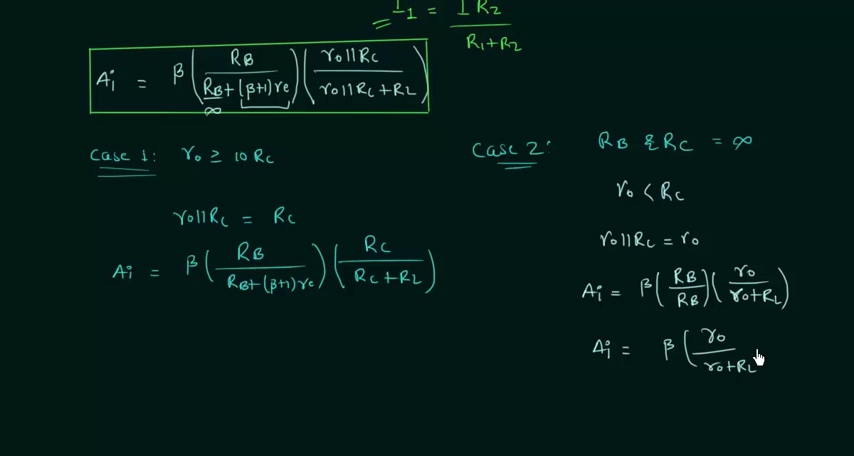 I₁ = I R₂ / R₁+R₂
Ai = β (RB / RB+(β+1)re) (ro||Rc / ro||Rc+RL)
∞
Case 1: ro ≥ 10 Rc
ro||Rc = Rc
Ai = β (RB / RB+(β+1)re) (Rc / Rc+RL)
Case 2: RB & Rc = ∞
ro < Rc
ro||Rc = ro
Ai = β (RB / RB) (ro / ro+RL)
Ai = β (ro / ro+RL